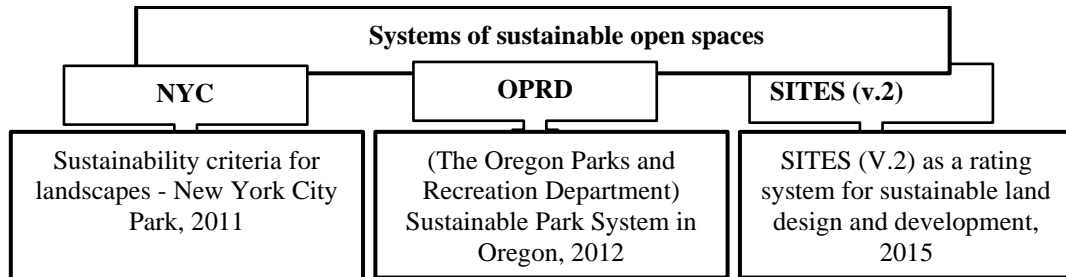 Systems of sustainable open spaces
NYC
OPRD
SITES (v.2)
Sustainability criteria for
landscapes - New York City
Park, 2011
(The Oregon Parks and
Recreation Department)
Sustainable Park System in
Oregon, 2012
SITES (V.2) as a rating
system for sustainable land
design and development,
2015